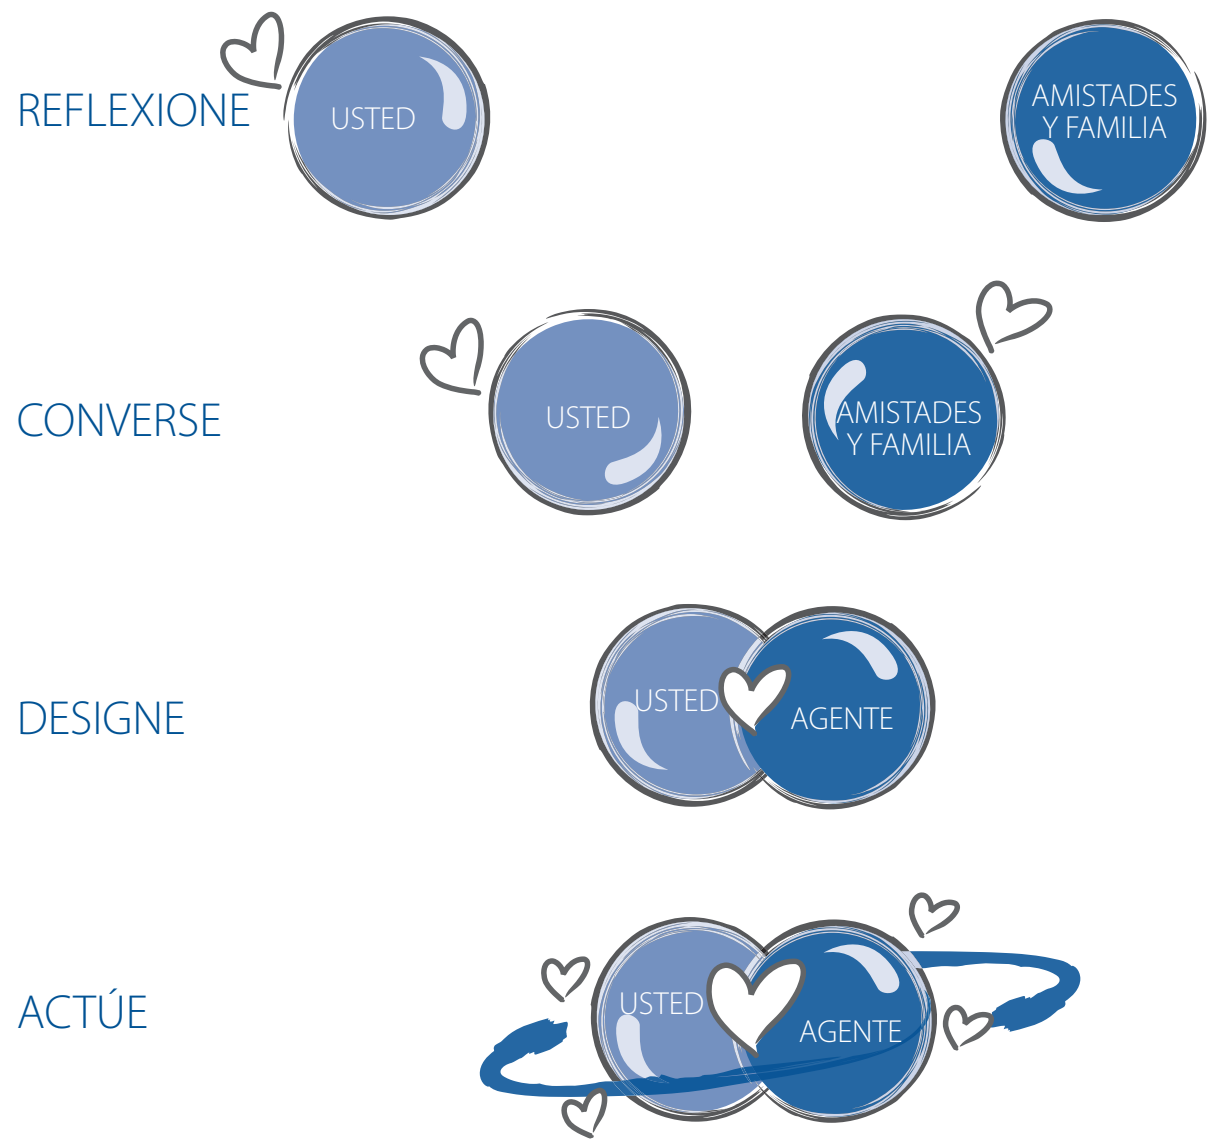 REFLEXIONE
USTED
AMISTADES
Y FAMILIA
CONVERSE
USTED
AMISTADES
Y FAMILIA
DESIGNE
USTED
AGENTE
ACTÚE
USTED
AGENTE